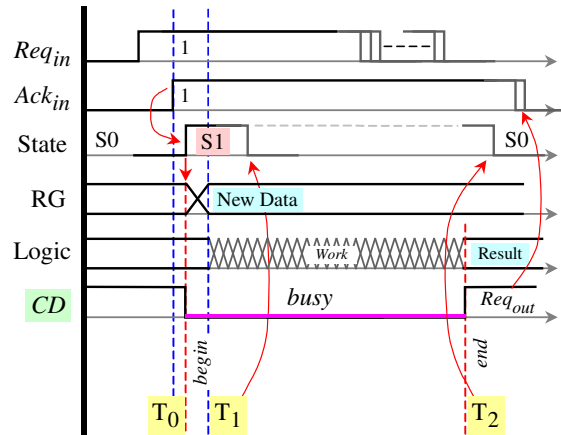 Req_in 1
Ack_in 1
State S0 S1 S0
RG New Data
Logic Work Result
CD busy Req_out
begin end
T_0 T_1 T_2